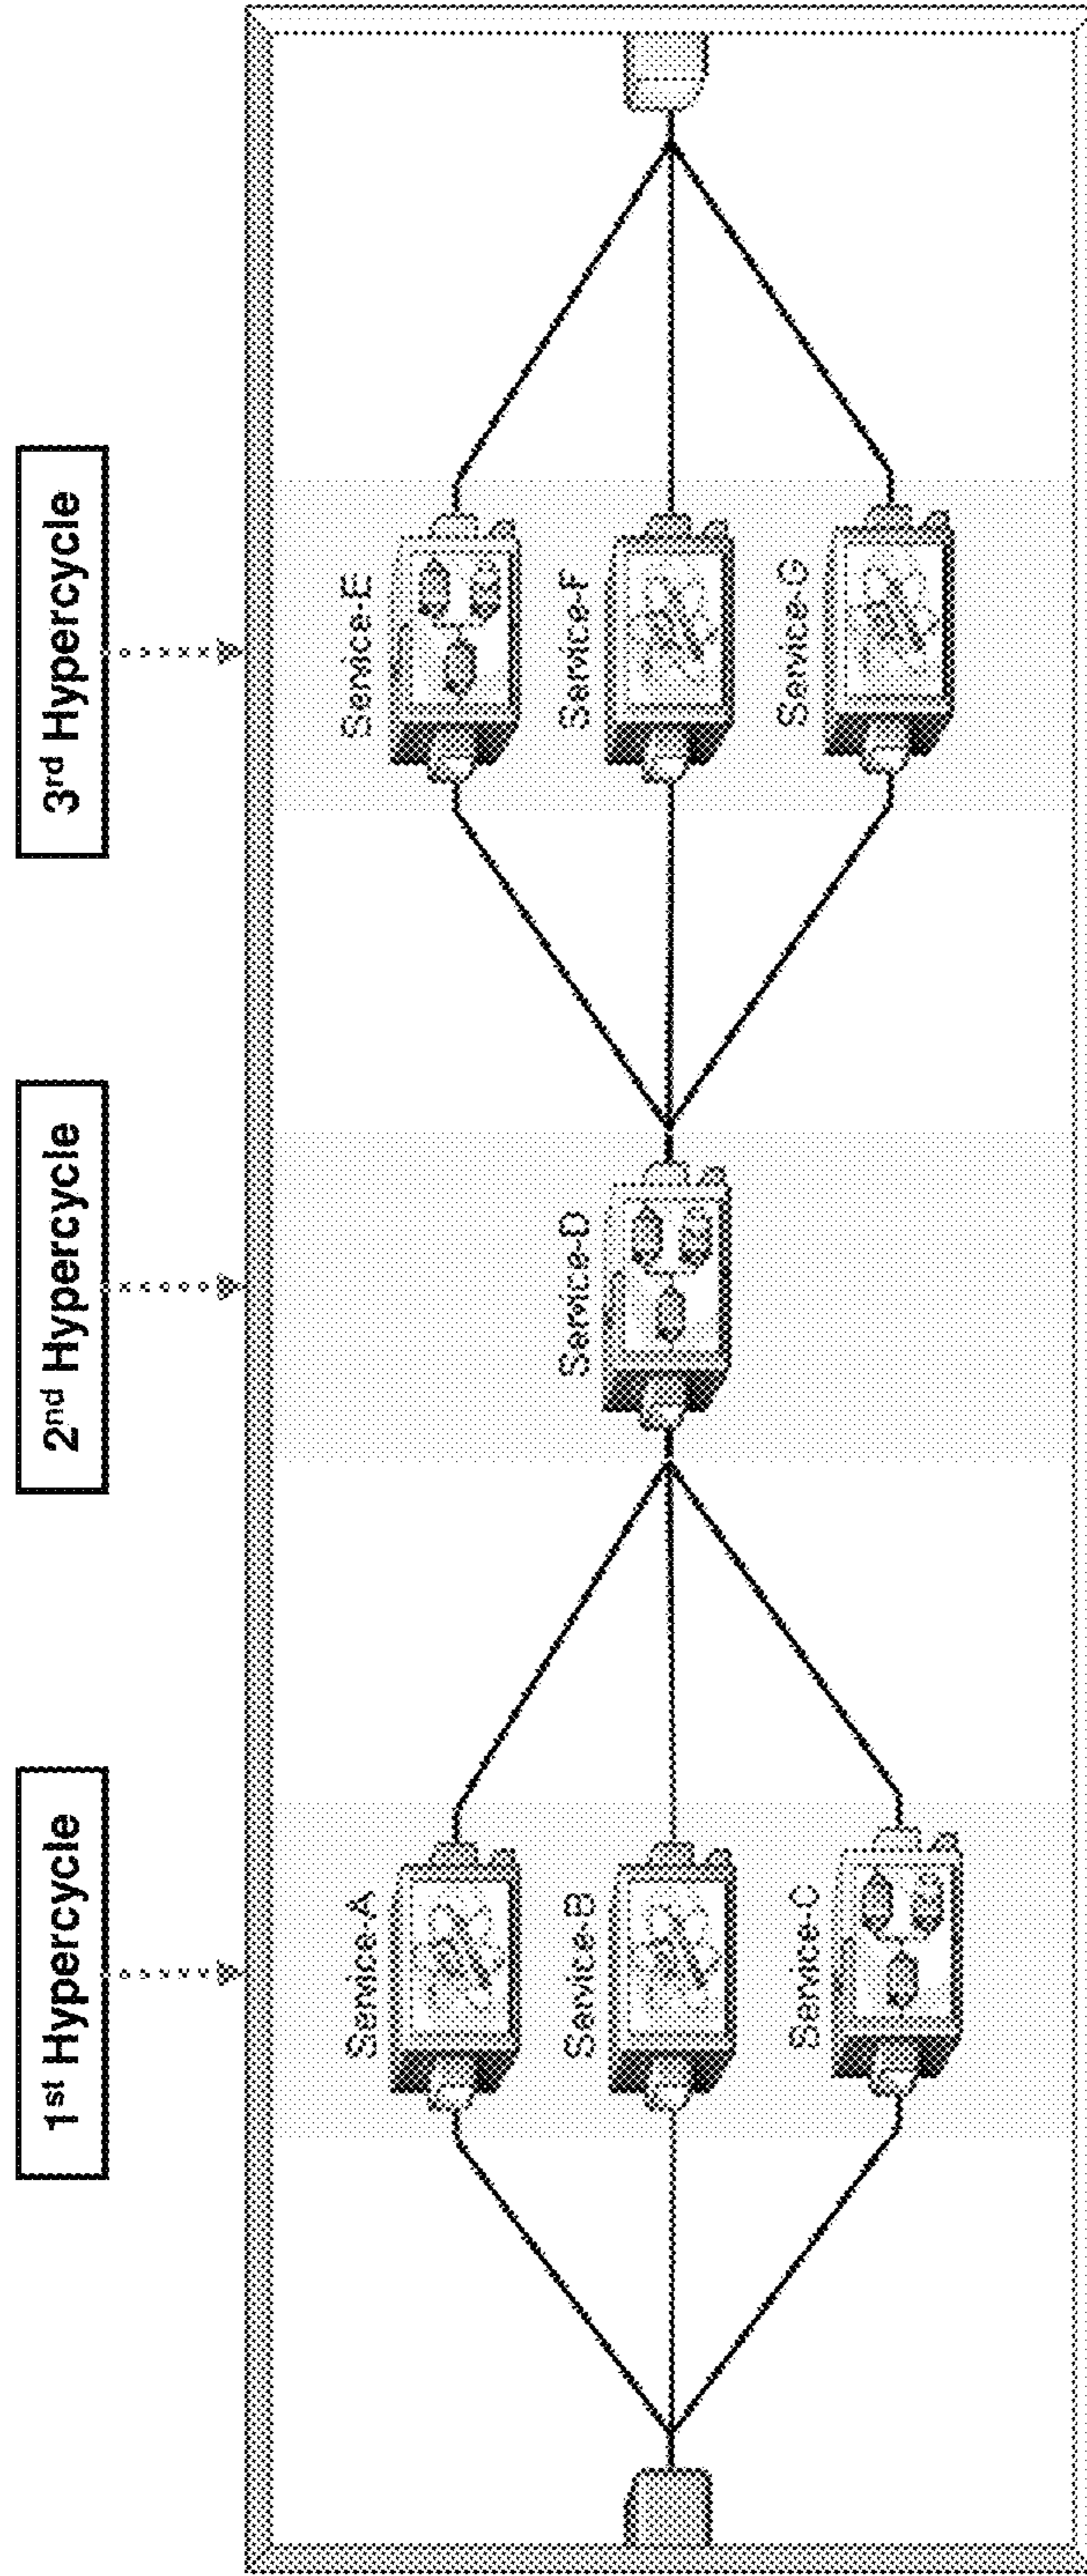 1st Hypercycle
2nd Hypercycle
3rd Hypercycle
Service-A
Service-B
Service-C
Service-D
Service-E
Service-F
Service-G